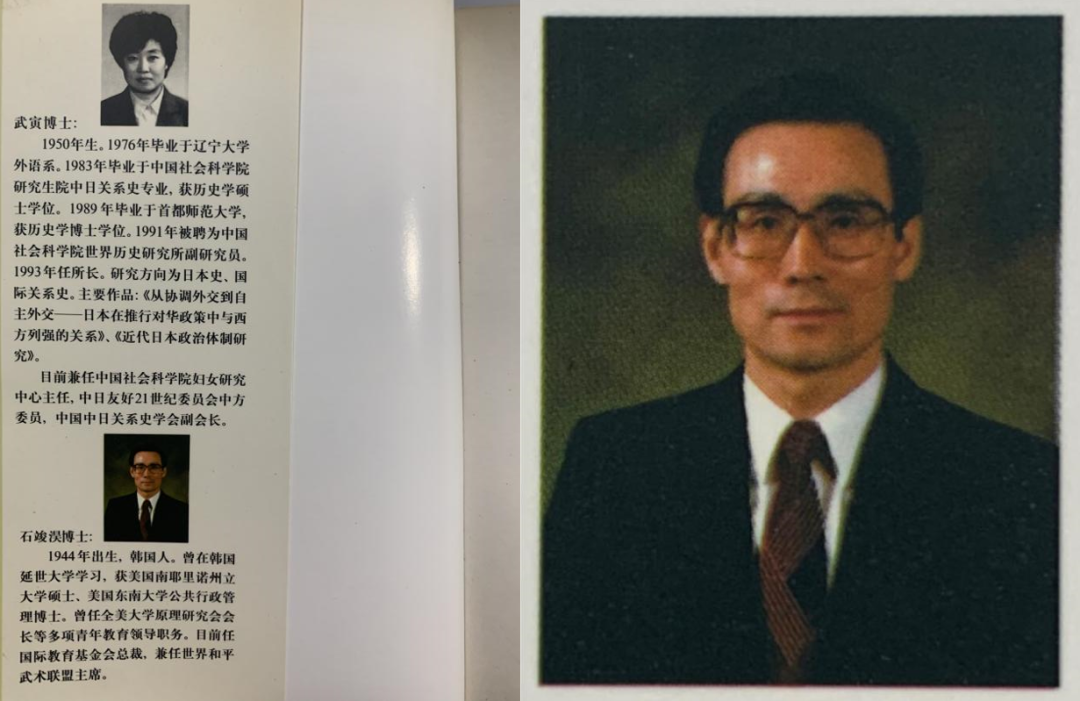 武寅博士：
1950年生。1976年毕业于辽宁大学
外语系。1983年毕业于中国社会科学院
研究生院中日关系史专业，获历史学硕
士学位。1989年毕业于首都师范大学，
获历史学博士学位。1991年被聘为中国
社会科学院世界历史研究所副研究员。
1993年任所长。研究方向为日本史、国
际关系史。主要作品：《从协调外交到自
主外交——日本在推行对华政策中与西
方列强的关系》、《近代日本政治体制研
究》。
目前兼任中国社会科学院妇女研究
中心主任，中日友好21世纪委员会中方
委员，中国中日关系史学会副会长。
石竣淏博士：
1944年出生，韩国人。曾在韩国
延世大学学习，获美国南耶里诺州立
大学硕士、美国东南大学公共行政管
理博士。曾任全美大学原理研究会会
长等多项青年教育领导职务。目前任
国际教育基金会总裁，兼任世界和平
武术联盟主席。